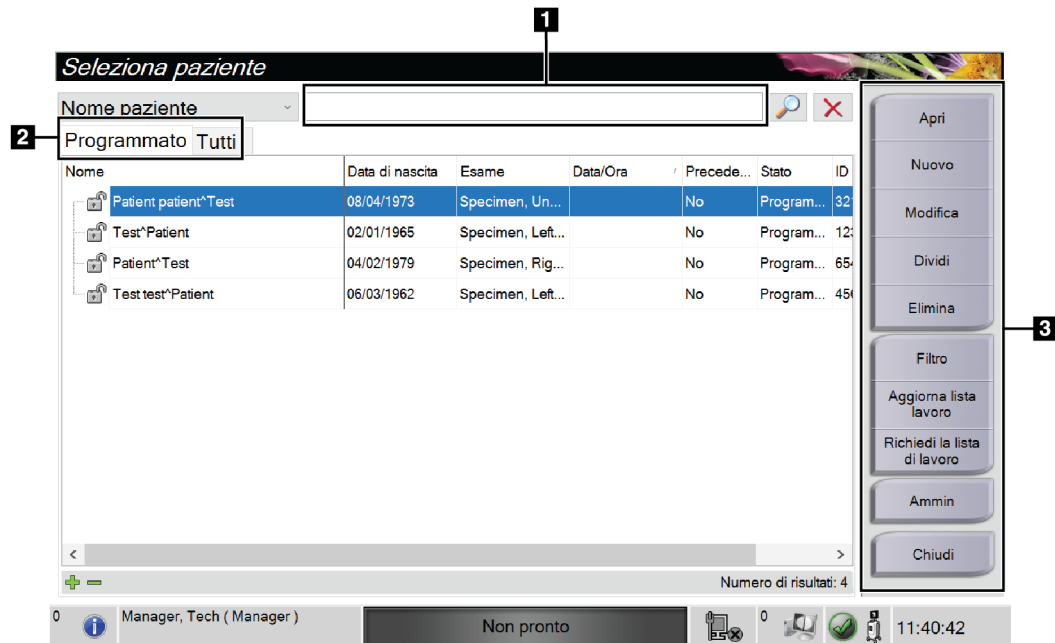 1
Seleziona paziente
Nome paziente
2
Programmato Tutti
Nome Data di nascita Esame Data/Ora Precede... Stato ID
Patient patient^Test 08/04/1973 Specimen, Un... No Program... 32
Test^Patient 02/01/1965 Specimen, Left... No Program... 12
Patient^Test 04/02/1979 Specimen, Rig... No Program... 654
Test test^Patient 06/03/1962 Specimen, Left... No Program... 456
Apri
Nuovo
Modifica
Dividi
Elimina
3
Filtro
Aggiorna lista
lavoro
Richiedi la lista
di lavoro
Ammin
Chiudi
Numero di risultati: 4
0 Manager, Tech ( Manager ) Non pronto 0 11:40:42